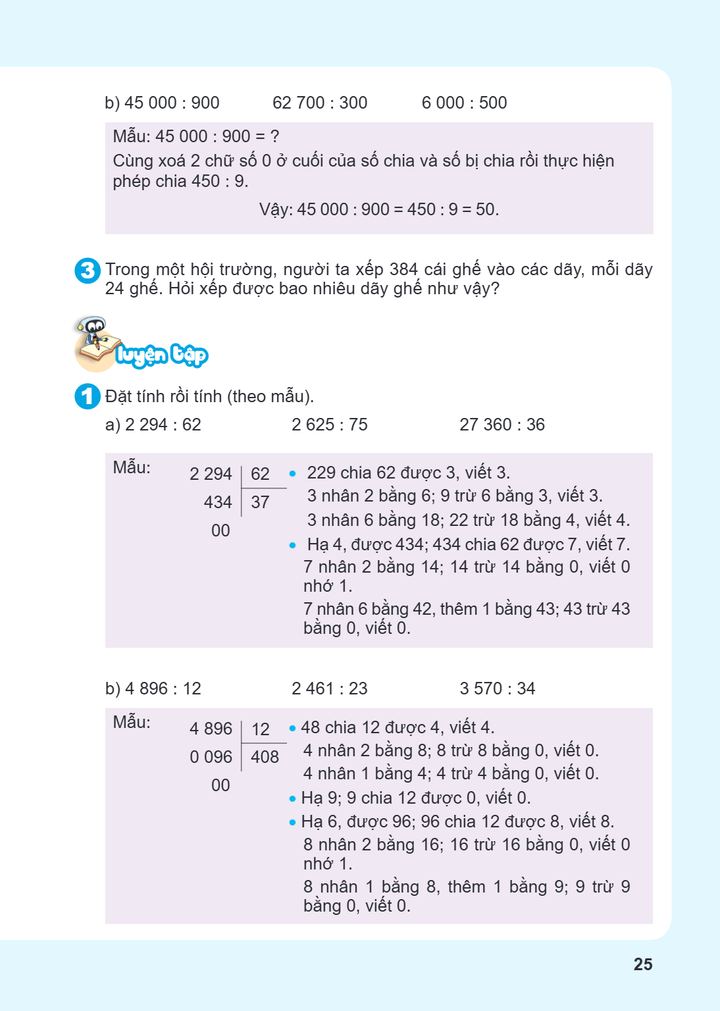 b) 45 000 : 900 62 700 : 300 6 000 : 500
Mẫu: 45 000 : 900 = ?
Cùng xoá 2 chữ số 0 ở cuối của số chia và số bị chia rồi thực hiện
phép chia 450 : 9.
Vậy: 45 000 : 900 = 450 : 9 = 50.
3 Trong một hội trường, người ta xếp 384 cái ghế vào các dãy, mỗi dãy
24 ghế. Hỏi xếp được bao nhiêu dãy ghế như vậy?
luyện tập
1 Đặt tính rồi tính (theo mẫu).
a) 2 294 : 62 2 625 : 75 27 360 : 36
Mẫu:
2 294 62
434 37
00
• 229 chia 62 được 3, viết 3.
3 nhân 2 bằng 6; 9 trừ 6 bằng 3, viết 3.
3 nhân 6 bằng 18; 22 trừ 18 bằng 4, viết 4.
• Hạ 4, được 434; 434 chia 62 được 7, viết 7.
7 nhân 2 bằng 14; 14 trừ 14 bằng 0, viết 0
nhớ 1.
7 nhân 6 bằng 42, thêm 1 bằng 43; 43 trừ 43
bằng 0, viết 0.
b) 4 896 : 12 2 461 : 23 3 570 : 34
Mẫu:
4 896 12
0 096 408
00
• 48 chia 12 được 4, viết 4.
4 nhân 2 bằng 8; 8 trừ 8 bằng 0, viết 0.
4 nhân 1 bằng 4; 4 trừ 4 bằng 0, viết 0.
• Hạ 9; 9 chia 12 được 0, viết 0.
• Hạ 6, được 96; 96 chia 12 được 8, viết 8.
8 nhân 2 bằng 16; 16 trừ 16 bằng 0, viết 0
nhớ 1.
8 nhân 1 bằng 8, thêm 1 bằng 9; 9 trừ 9
bằng 0, viết 0.
25